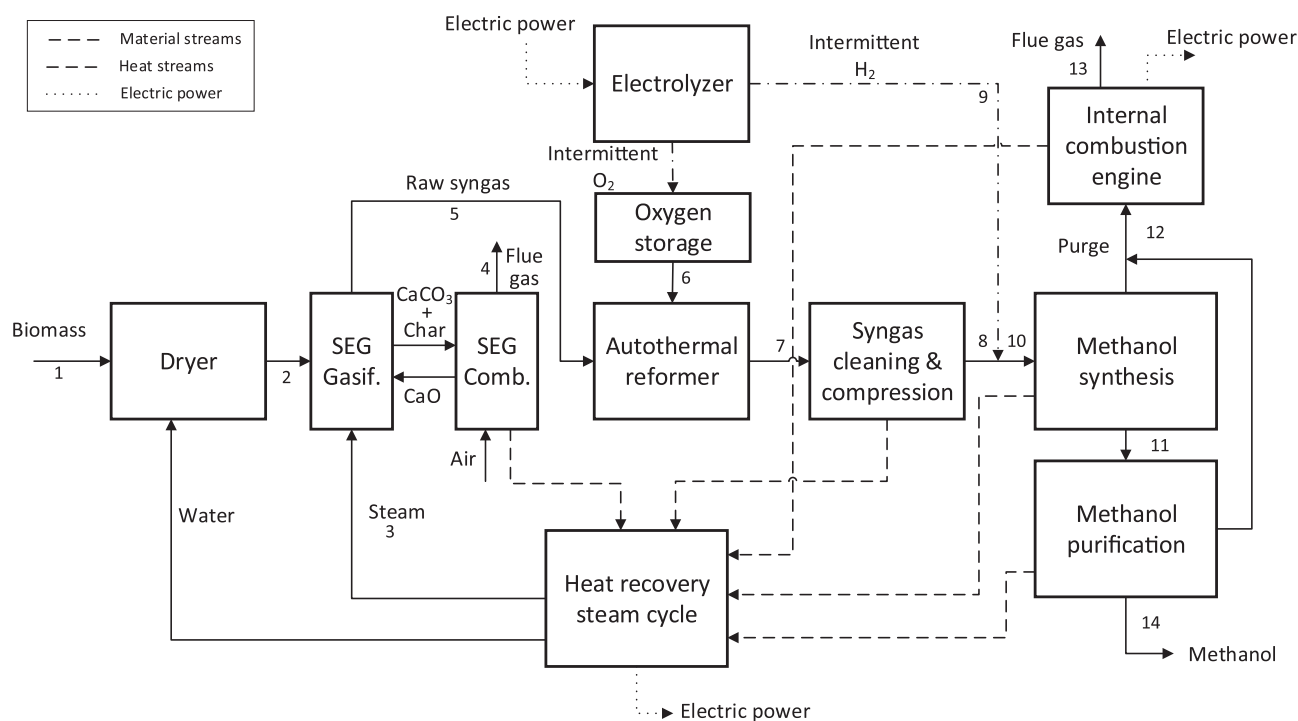 Material streams
Heat streams
Electric power
Electric power
Electrolyzer
Intermittent
H₂
9
Flue gas
13
Electric power
Internal
combustion
engine
Intermittent
O₂
Oxygen
storage
6
Raw syngas
5
4
Flue
gas
12
Purge
Biomass
1
Dryer
2
SEG
Gasif.
CaCO₃
+
Char
CaO
SEG
Comb.
Air
Autothermal
reformer
7
Syngas
cleaning &
compression
8
10
Methanol
synthesis
11
Methanol
purification
14
Methanol
Water
Steam
3
Heat recovery
steam cycle
Electric power